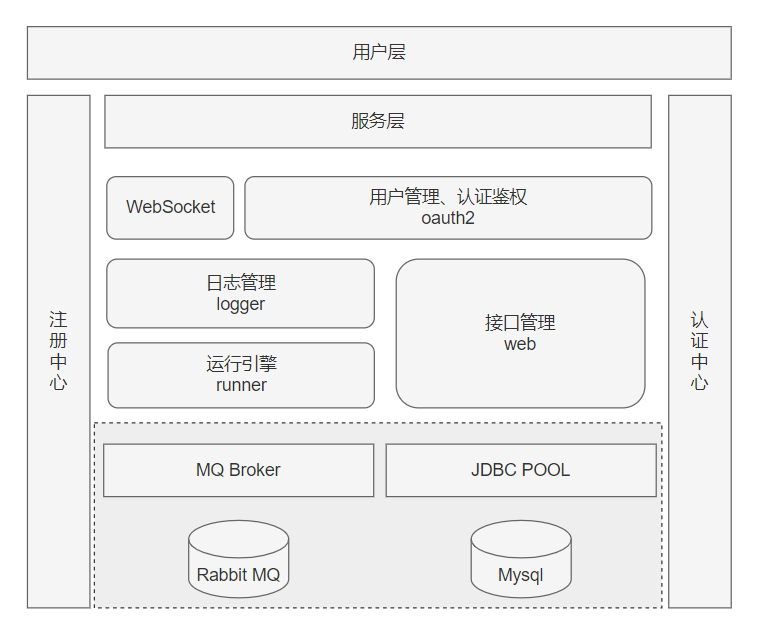 用户层
服务层
WebSocket
用户管理、认证鉴权
oauth2
日志管理
logger
接口管理
web
运行引擎
runner
注
册
中
心
认
证
中
心
MQ Broker
JDBC POOL
Rabbit MQ
Mysql